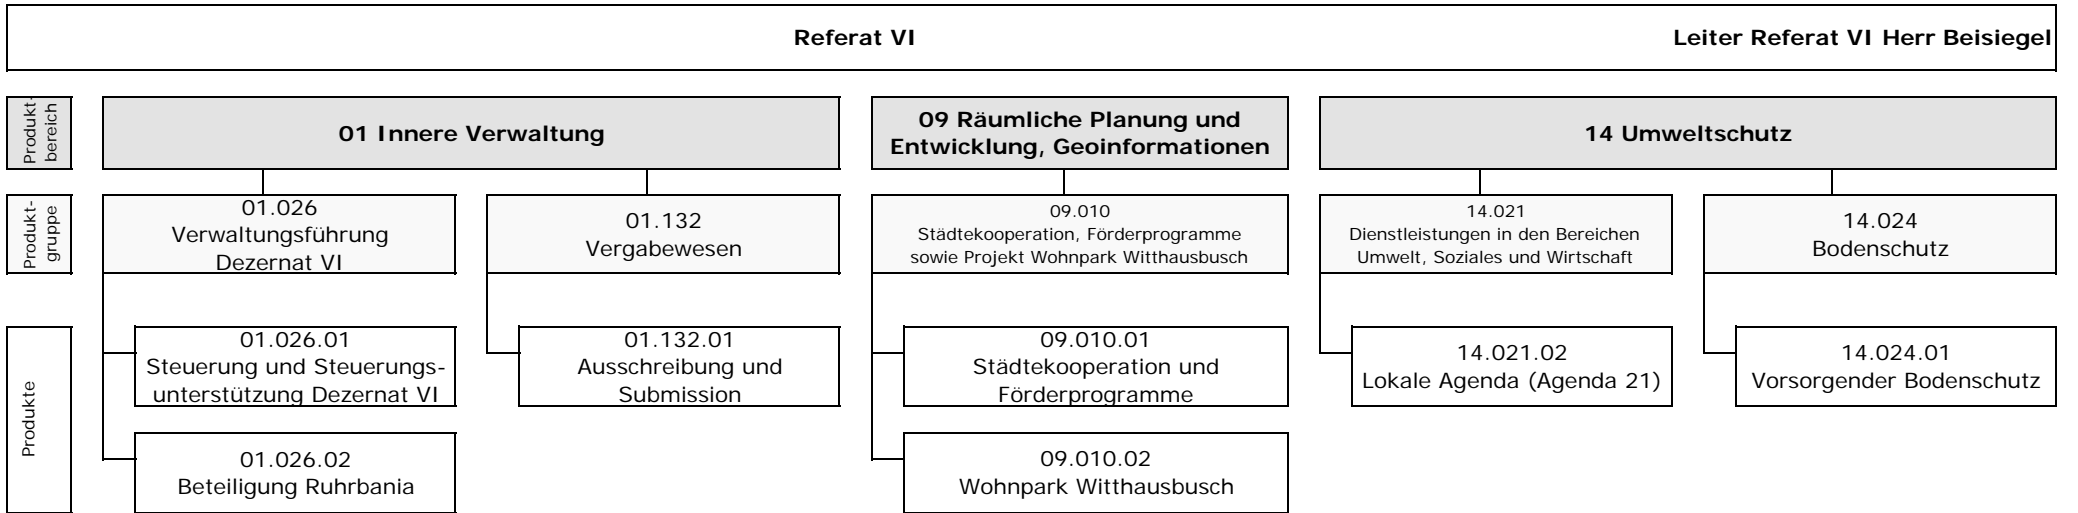 Referat VI
Leiter Referat VI Herr Beisiegel
Produkt-
bereich
01 Innere Verwaltung
09 Räumliche Planung und
Entwicklung, Geoinformationen
14 Umweltschutz
Produkt-
gruppe
01.026
Verwaltungsführung
Dezernat VI
01.132
Vergabewesen
09.010
Städtekooperation, Förderprogramme
sowie Projekt Wohnpark Witthausbusch
14.021
Dienstleistungen in den Bereichen
Umwelt, Soziales und Wirtschaft
14.024
Bodenschutz
Produkte
01.026.01
Steuerung und Steuerungs-
unterstützung Dezernat VI
01.132.01
Ausschreibung und
Submission
09.010.01
Städtekooperation und
Förderprogramme
14.021.02
Lokale Agenda (Agenda 21)
14.024.01
Vorsorgender Bodenschutz
01.026.02
Beteiligung Ruhrbania
09.010.02
Wohnpark Witthausbusch